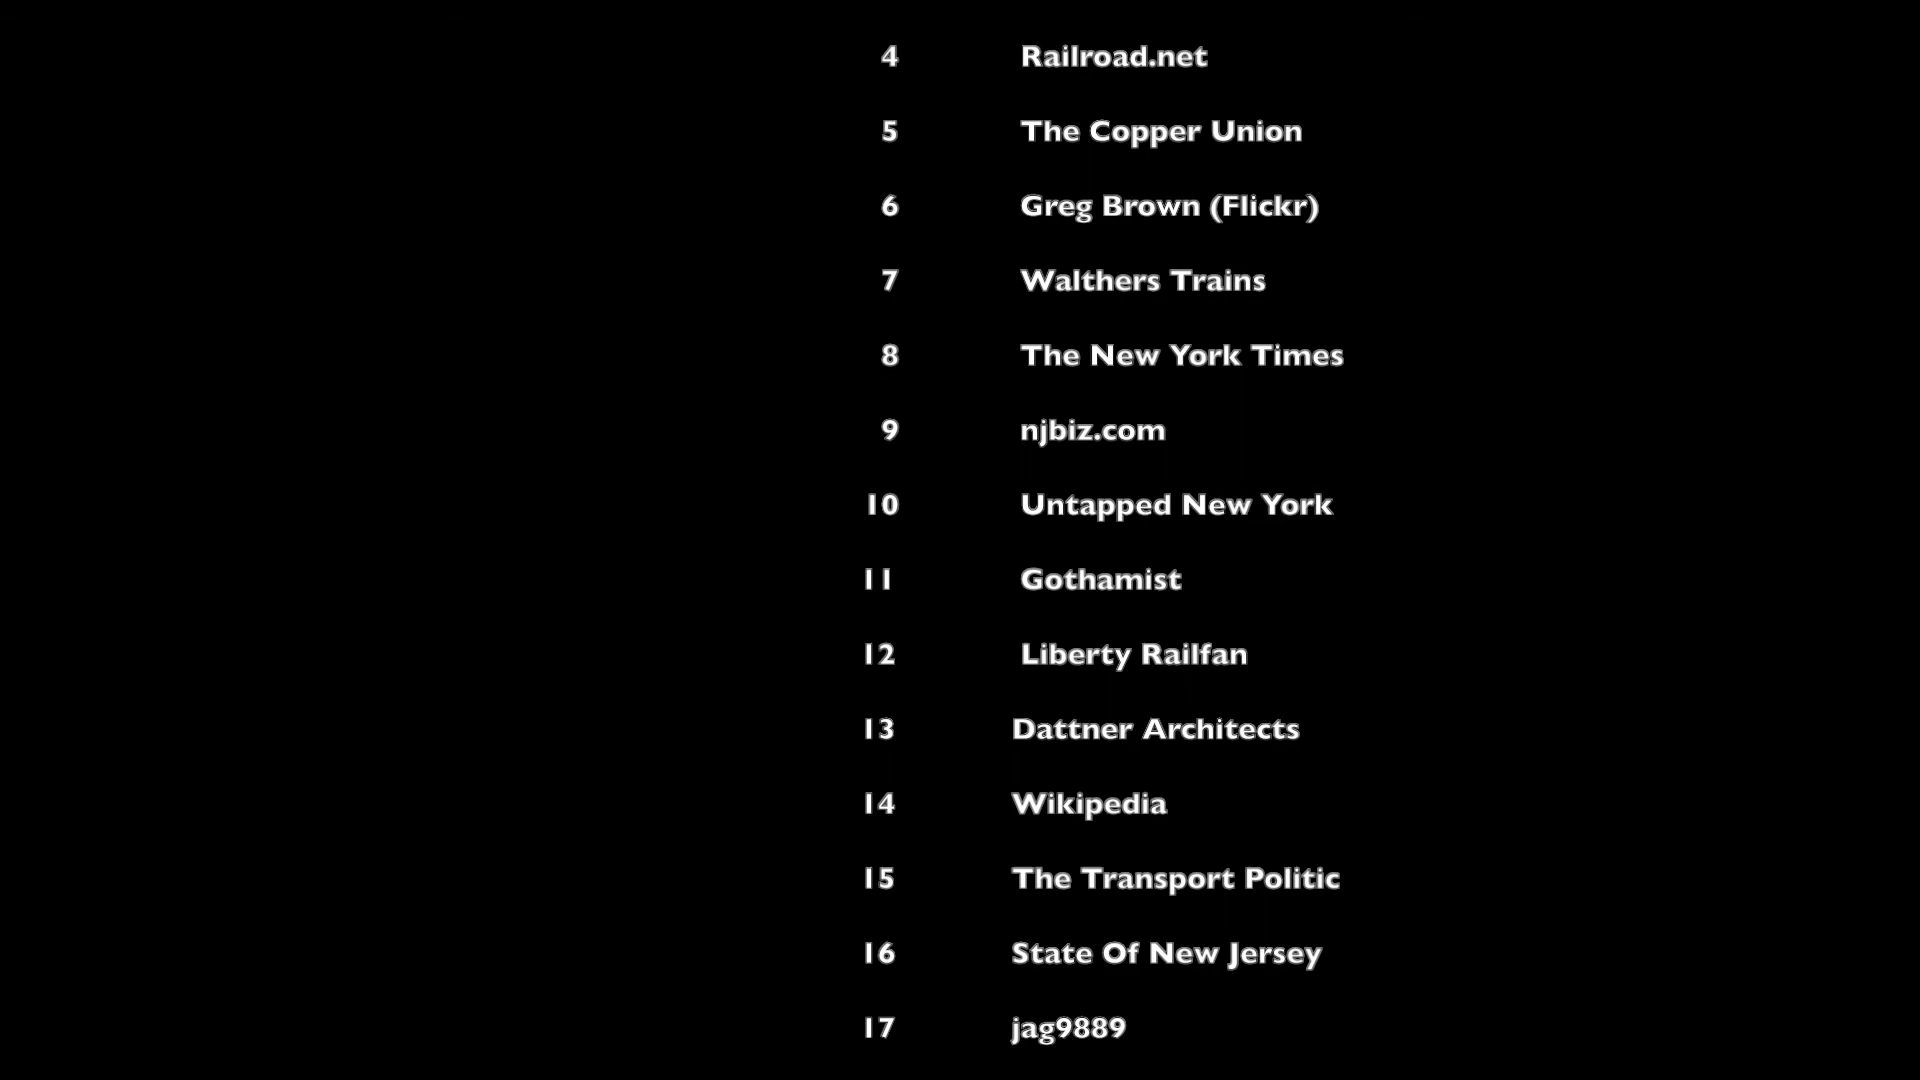 4 Railroad.net
5 The Copper Union
6 Greg Brown (Flickr)
7 Walthers Trains
8 The New York Times
9 njbiz.com
10 Untapped New York
11 Gothamist
12 Liberty Railfan
13 Dattner Architects
14 Wikipedia
15 The Transport Politic
16 State Of New Jersey
17 jag9889